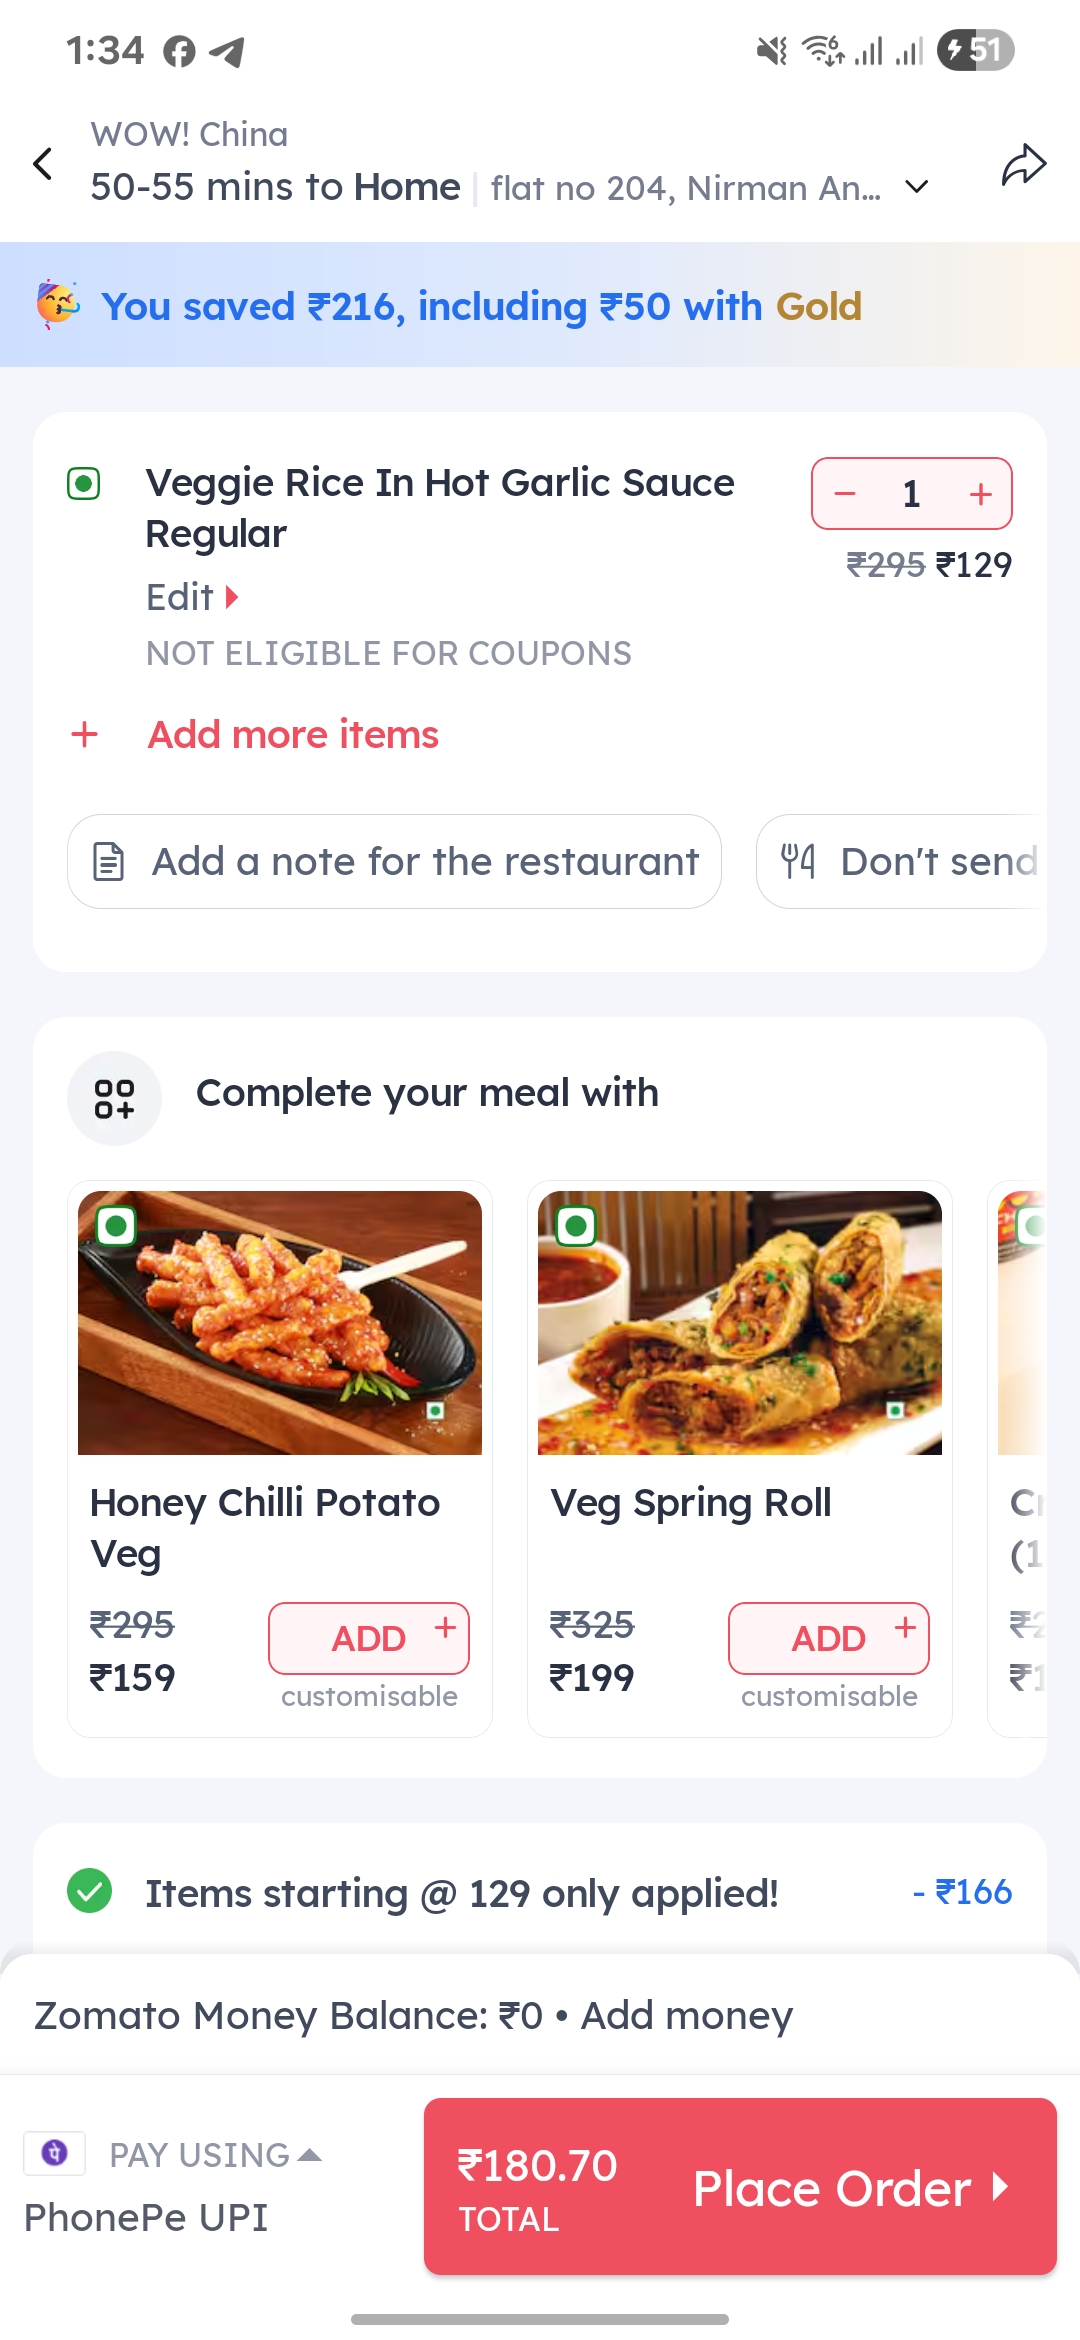 1:34
6
51
WOW! China
50-55 mins to Home | flat no 204, Nirman An...
You saved ₹216, including ₹50 with Gold
Veggie Rice In Hot Garlic Sauce
Regular
− 1 +
₹295 ₹129
Edit
NOT ELIGIBLE FOR COUPONS
+ Add more items
Add a note for the restaurant
Don't send
Complete your meal with
Honey Chilli Potato
Veg
₹295
₹159
ADD +
customisable
Veg Spring Roll
₹325
₹199
ADD +
customisable
Items starting @ 129 only applied!
- ₹166
Zomato Money Balance: ₹0 • Add money
पे
PAY USING
PhonePe UPI
₹180.70
TOTAL
Place Order